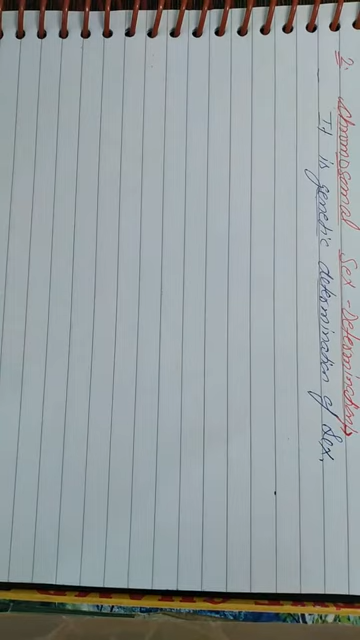 2. Chromosomal Sex-Determination:
- It is genetic determination of Sex.